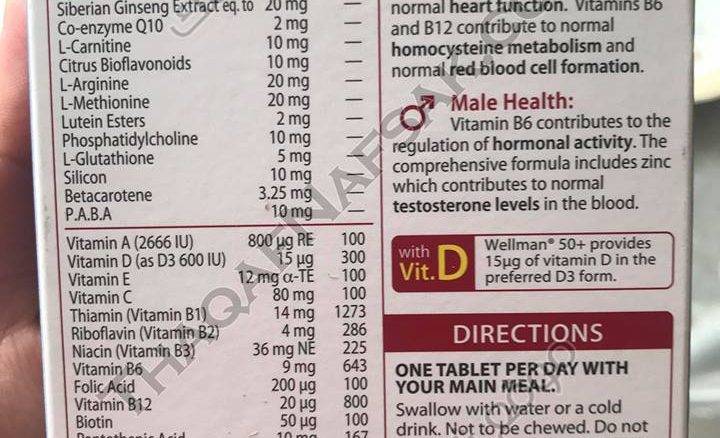 Siberian Ginseng Extract eq.to 20 mg —
Co-enzyme Q10 2 mg —
L-Carnitine 10 mg —
Citrus Bioflavonoids 10 mg —
L-Arginine 20 mg —
L-Methionine 20 mg —
Lutein Esters 2 mg —
Phosphatidylcholine 10 mg —
L-Glutathione 5 mg —
Silicon 10 mg —
Betacarotene 3.25 mg —
P.A.B.A 10 mg —
Vitamin A (2666 IU) 800 µg RE 100
Vitamin D (as D3 600 IU) 15 µg 300
Vitamin E 12 mg α-TE 100
Vitamin C 80 mg 100
Thiamin (Vitamin B1) 14 mg 1273
Riboflavin (Vitamin B2) 4 mg 286
Niacin (Vitamin B3) 36 mg NE 225
Vitamin B6 9 mg 643
Folic Acid 200 µg 100
Vitamin B12 20 µg 800
Biotin 50 µg 100
Pantothenic Acid 10 mg 167
normal heart function. Vitamins B6
and B12 contribute to normal
homocysteine metabolism and
normal red blood cell formation.
Male Health:
Vitamin B6 contributes to the
regulation of hormonal activity. The
comprehensive formula includes zinc
which contributes to normal
testosterone levels in the blood.
with
Vit. D
Wellman® 50+ provides
15µg of vitamin D in the
preferred D3 form.
DIRECTIONS
ONE TABLET PER DAY WITH
YOUR MAIN MEAL.
Swallow with water or a cold
drink. Not to be chewed. Do not